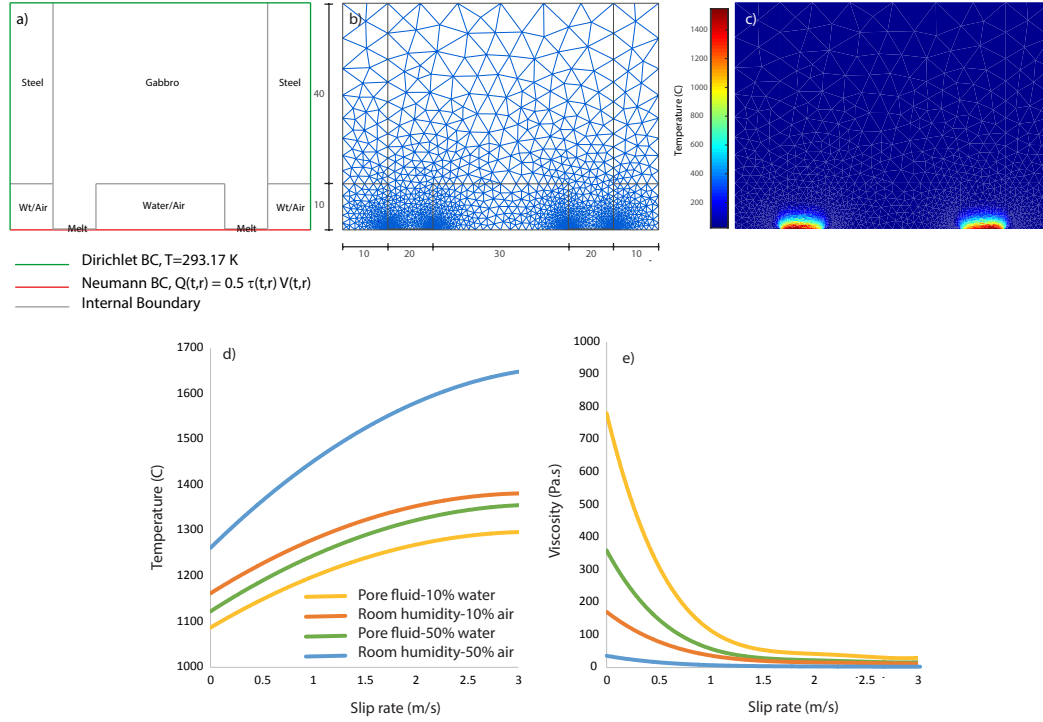 a)
Steel
Gabbro
Steel
Wt/Air
Water/Air
Wt/Air
Melt
Melt
40
10
b)
10
20
30
20
10
c)
Temperature (C)
1400
1200
1000
800
600
400
200
Dirichlet BC, T=293.17 K
Neumann BC, Q(t,r) = 0.5 τ(t,r) V(t,r)
Internal Boundary
d)
Temperature (C)
1700
1600
1500
1400
1300
1200
1100
1000
0
0.5
1
1.5
2
2.5
3
Slip rate (m/s)
Pore fluid-10% water
Room humidity-10% air
Pore fluid-50% water
Room humidity-50% air
e)
Viscosity (Pa.s)
1000
900
800
700
600
500
400
300
200
100
0
0
0.5
1
1.5
2
2.5
3
Slip rate (m/s)